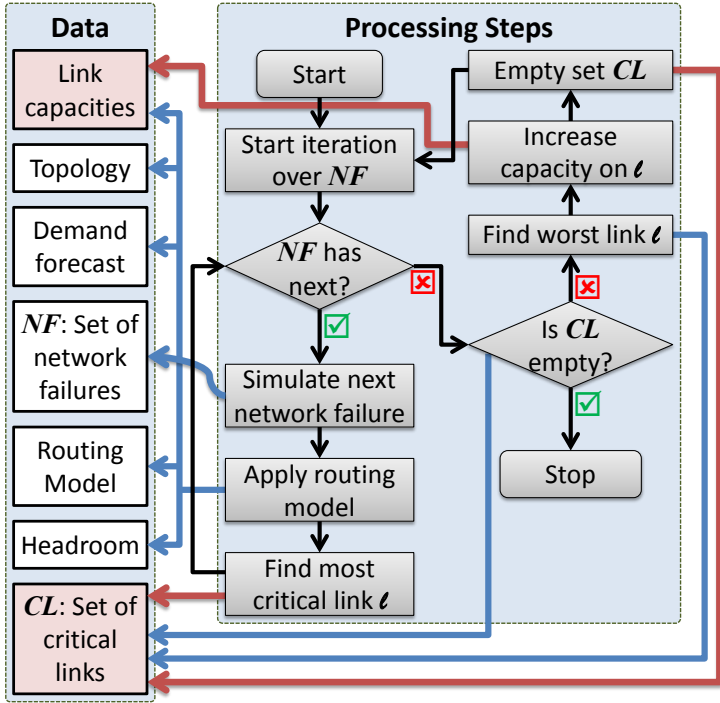 Data
Link
capacities
Topology
Demand
forecast
NF: Set of
network
failures
Routing
Model
Headroom
CL: Set of
critical
links
Processing Steps
Start
Start iteration
over NF
NF has
next?
Simulate next
network failure
Apply routing
model
Find most
critical link ℓ
Empty set CL
Increase
capacity on ℓ
Find worst link ℓ
Is CL
empty?
Stop